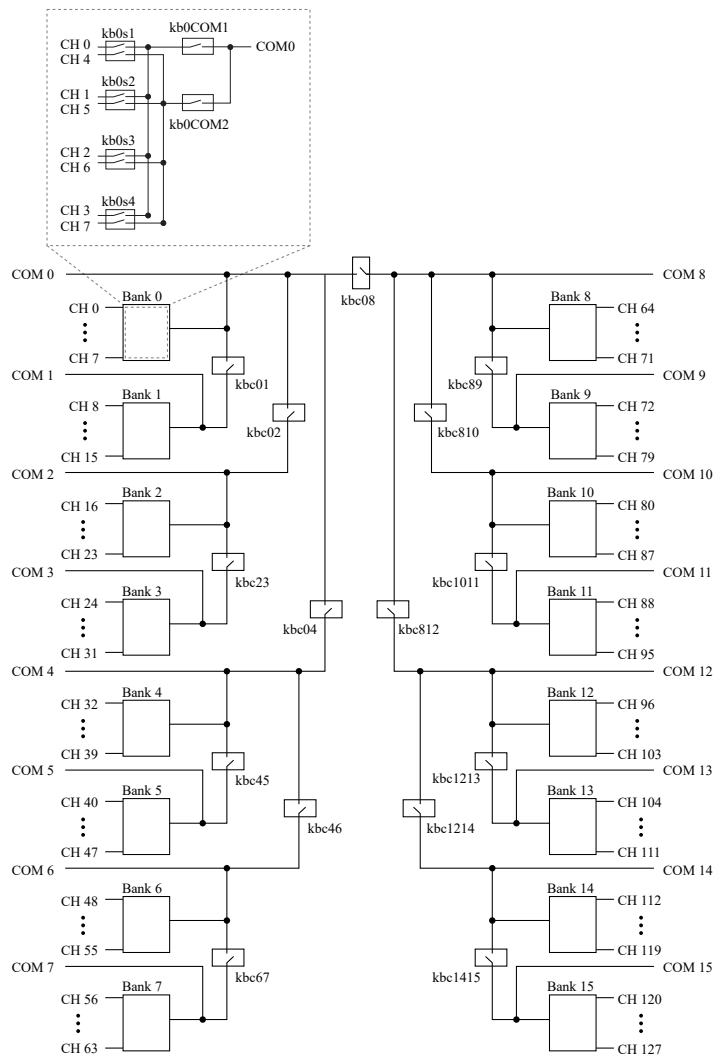 kb0s1
kb0COM1
CH 0
CH 4
COM0
kb0s2
CH 1
CH 5
kb0COM2
kb0s3
CH 2
CH 6
kb0s4
CH 3
CH 7
COM 0
COM 8
kbc08
Bank 0
Bank 8
CH 0
CH 64
CH 7
CH 71
kbc01
kbc89
COM 1
COM 9
Bank 1
Bank 9
CH 8
CH 72
kbc02
kbc810
CH 15
CH 79
COM 2
COM 10
Bank 2
Bank 10
CH 16
CH 80
CH 23
CH 87
kbc23
kbc1011
COM 3
COM 11
Bank 3
Bank 11
CH 24
CH 88
kbc04
kbc812
CH 31
CH 95
COM 4
COM 12
Bank 4
Bank 12
CH 32
CH 96
CH 39
CH 103
kbc45
kbc1213
COM 5
COM 13
Bank 5
Bank 13
CH 40
CH 104
kbc46
kbc1214
CH 47
CH 111
COM 6
COM 14
Bank 6
Bank 14
CH 48
CH 112
CH 55
CH 119
kbc67
kbc1415
COM 7
COM 15
Bank 7
Bank 15
CH 56
CH 120
CH 63
CH 127